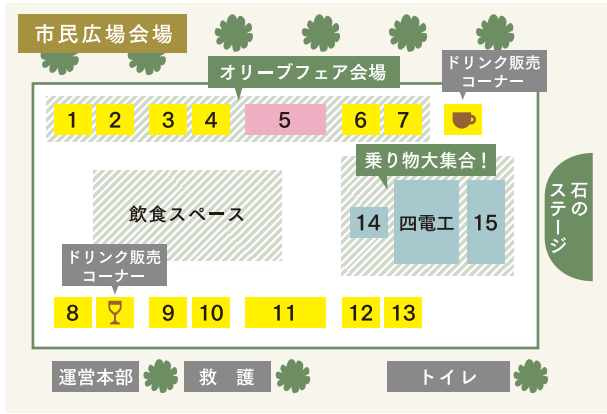 市民広場会場
オリーブフェア会場
ドリンク販売
コーナー
1 2 3 4 5 6 7
乗り物大集合！
14 四電工 15
石の
ステージ
飲食スペース
ドリンク販売
コーナー
8 9 10 11 12 13
運営本部 救 護 トイレ